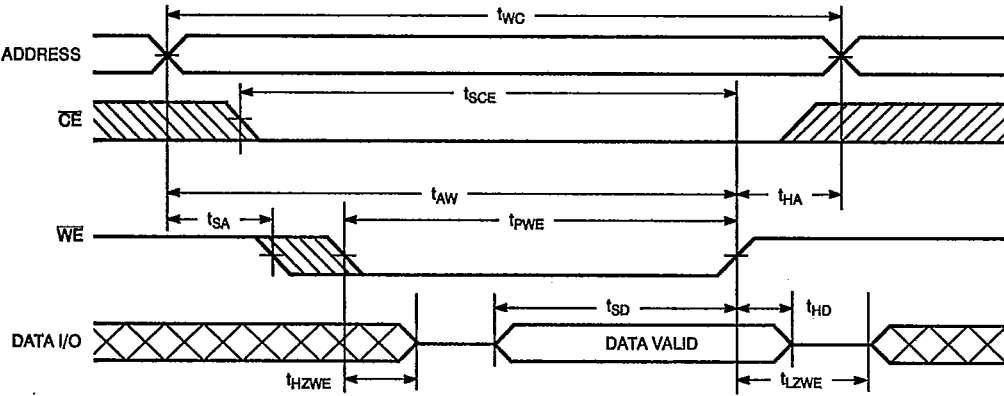 tWC
ADDRESS
tSCE
CE
tAW
tHA
tSA
tPWE
WE
tSD
tHD
DATA I/O
DATA VALID
tHZWE
tLZWE